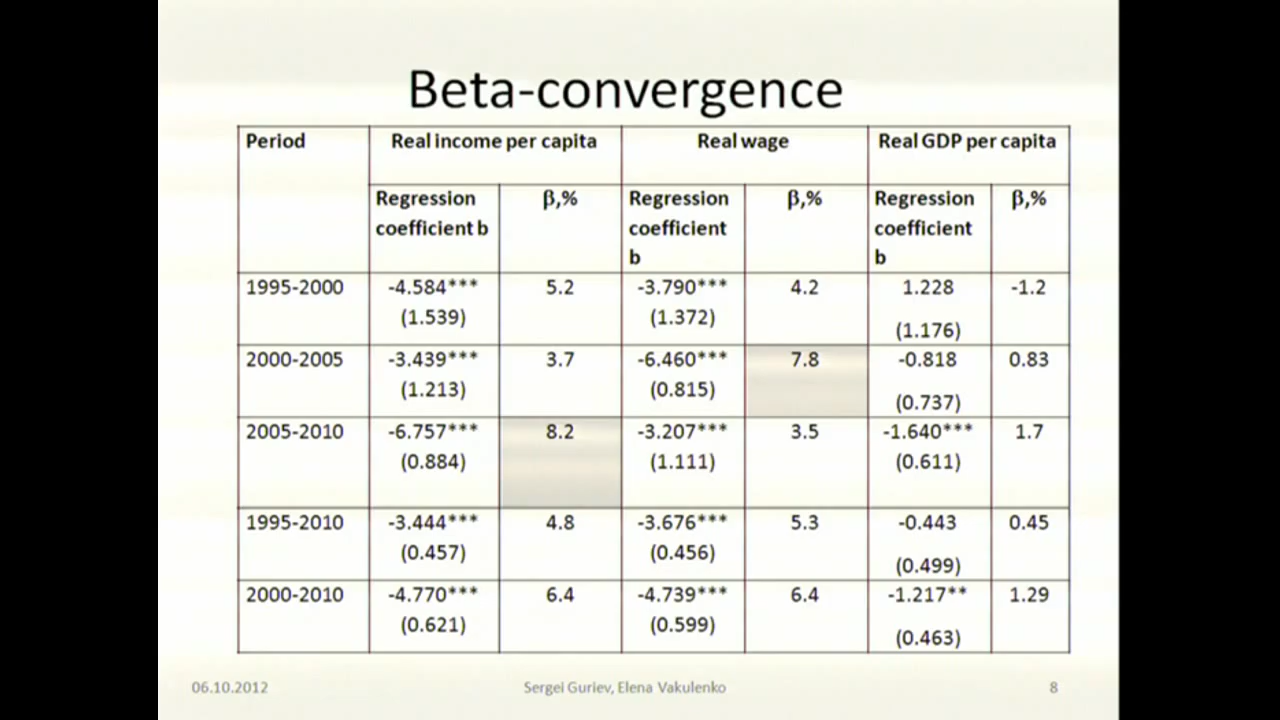 Beta-convergence
Period Real income per capita Real wage Real GDP per capita
Regression coefficient b β,% Regression coefficient b β,% Regression coefficient b β,%
1995-2000 -4.584*** 5.2 -3.790*** 4.2 1.228 -1.2
(1.539) (1.372) (1.176)
2000-2005 -3.439*** 3.7 -6.460*** 7.8 -0.818 0.83
(1.213) (0.815) (0.737)
2005-2010 -6.757*** 8.2 -3.207*** 3.5 -1.640*** 1.7
(0.884) (1.111) (0.611)
1995-2010 -3.444*** 4.8 -3.676*** 5.3 -0.443 0.45
(0.457) (0.456) (0.499)
2000-2010 -4.770*** 6.4 -4.739*** 6.4 -1.217** 1.29
(0.621) (0.599) (0.463)
06.10.2012 Sergei Guriev, Elena Vakulenko 8